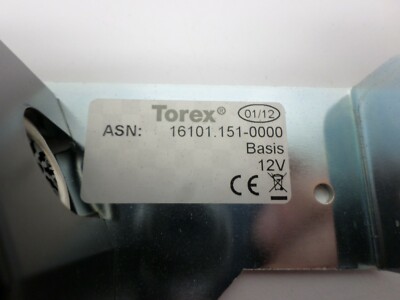 Torex® 01/12
ASN: 16101.151-0000
Basis
12V
CE